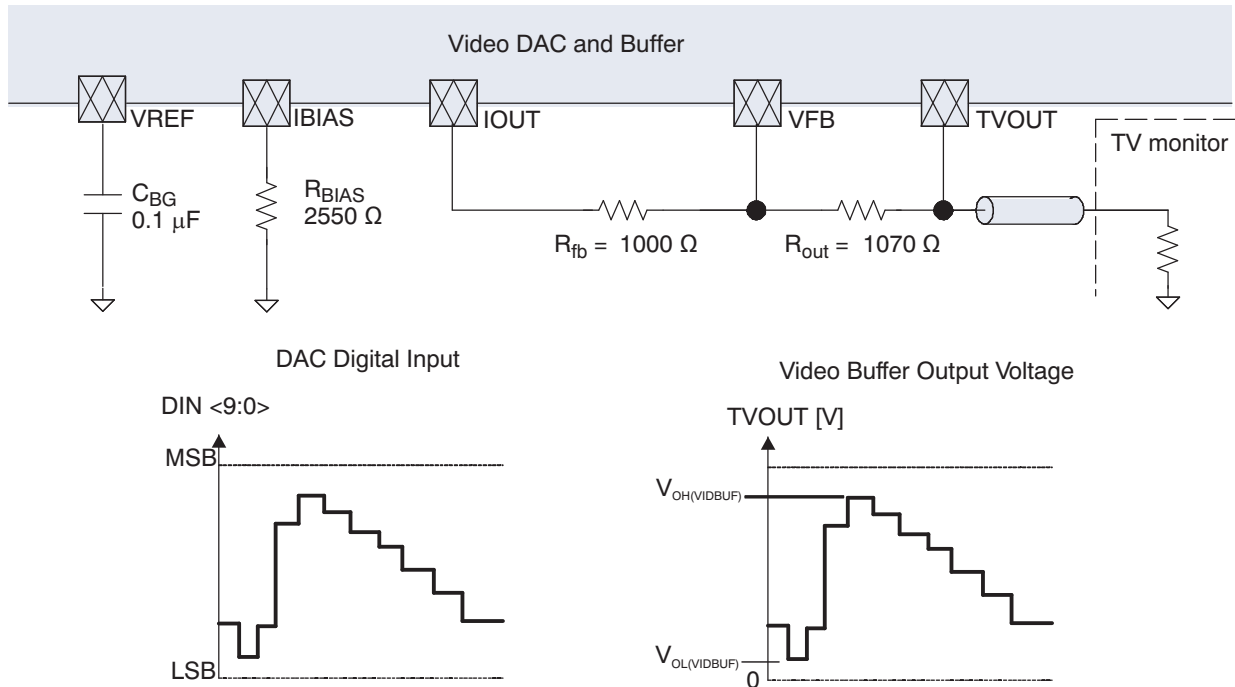 Video DAC and Buffer
VREF
IBIAS
IOUT
VFB
TVOUT
TV monitor
C_BG
0.1 μF
R_BIAS
2550 Ω
R_fb = 1000 Ω
R_out = 1070 Ω
DAC Digital Input
Video Buffer Output Voltage
DIN <9:0>
TVOUT [V]
MSB
V_OH(VIDBUF)
LSB
V_OL(VIDBUF)
0